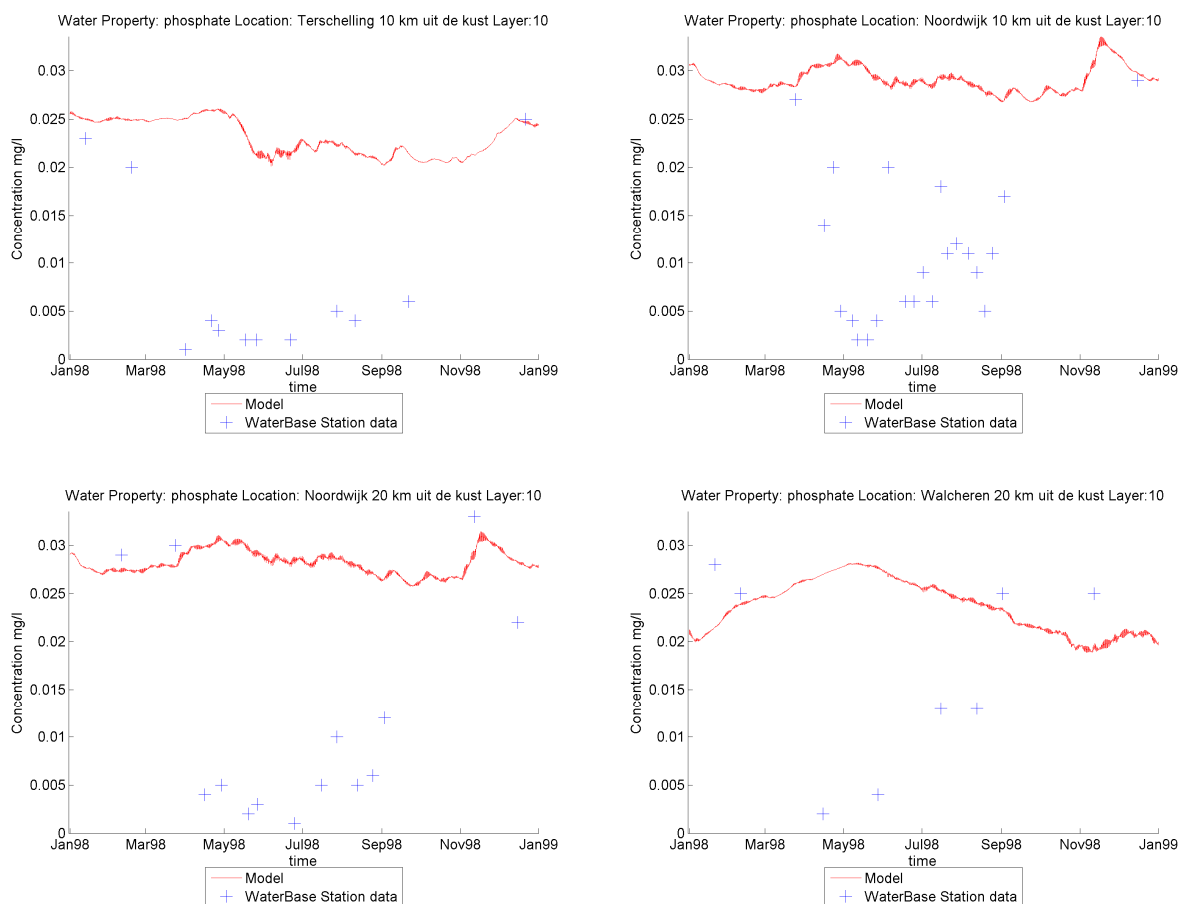 Water Property: phosphate Location: Terschelling 10 km uit de kust Layer:10
Concentration mg/l
0.03
0.025
0.02
0.015
0.01
0.005
0
Jan98 Mar98 May98 Jul98 Sep98 Nov98 Jan99
time
Model
WaterBase Station data
Water Property: phosphate Location: Noordwijk 10 km uit de kust Layer:10
Concentration mg/l
0.03
0.025
0.02
0.015
0.01
0.005
0
Jan98 Mar98 May98 Jul98 Sep98 Nov98 Jan99
time
Model
WaterBase Station data
Water Property: phosphate Location: Noordwijk 20 km uit de kust Layer:10
Concentration mg/l
0.03
0.025
0.02
0.015
0.01
0.005
0
Jan98 Mar98 May98 Jul98 Sep98 Nov98 Jan99
time
Model
WaterBase Station data
Water Property: phosphate Location: Walcheren 20 km uit de kust Layer:10
Concentration mg/l
0.03
0.025
0.02
0.015
0.01
0.005
0
Jan98 Mar98 May98 Jul98 Sep98 Nov98 Jan99
time
Model
WaterBase Station data